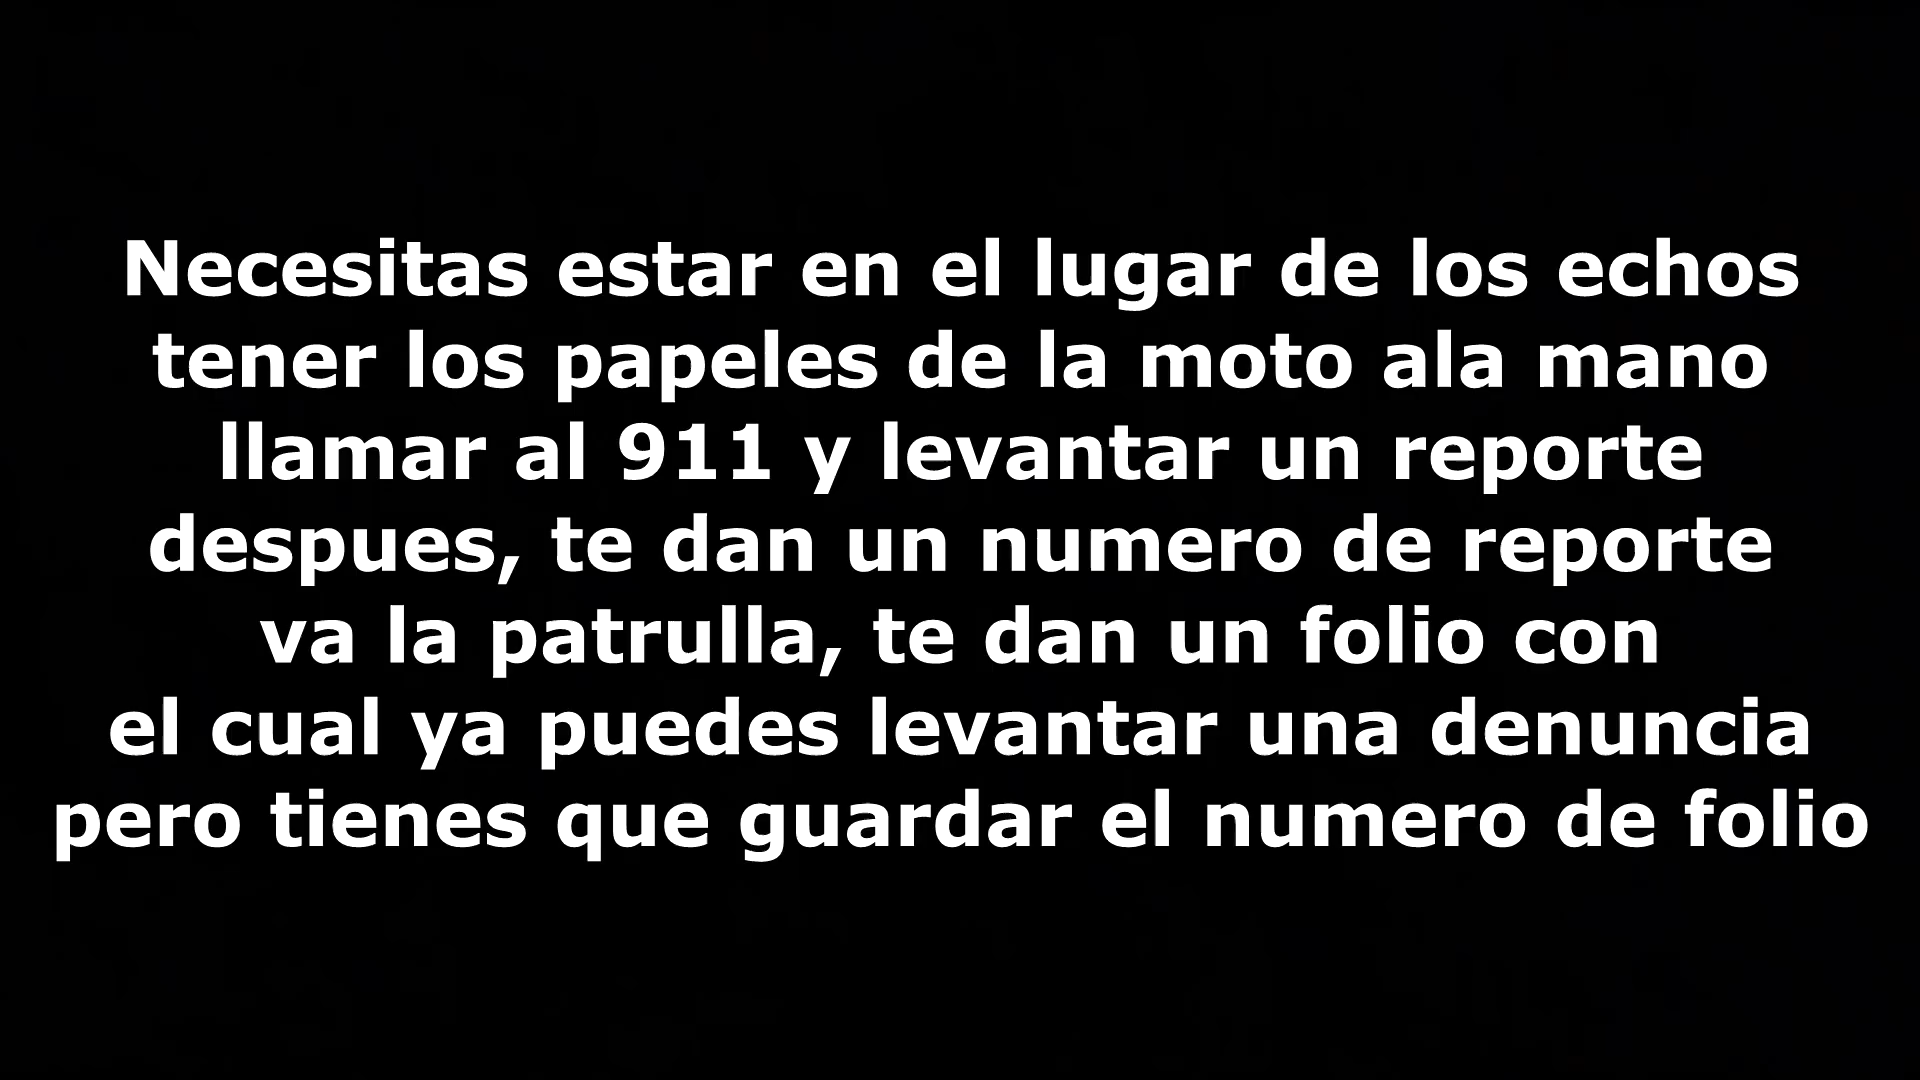 Necesitas estar en el lugar de los echos
tener los papeles de la moto ala mano
llamar al 911 y levantar un reporte
despues, te dan un numero de reporte
va la patrulla, te dan un folio con
el cual ya puedes levantar una denuncia
pero tienes que guardar el numero de folio